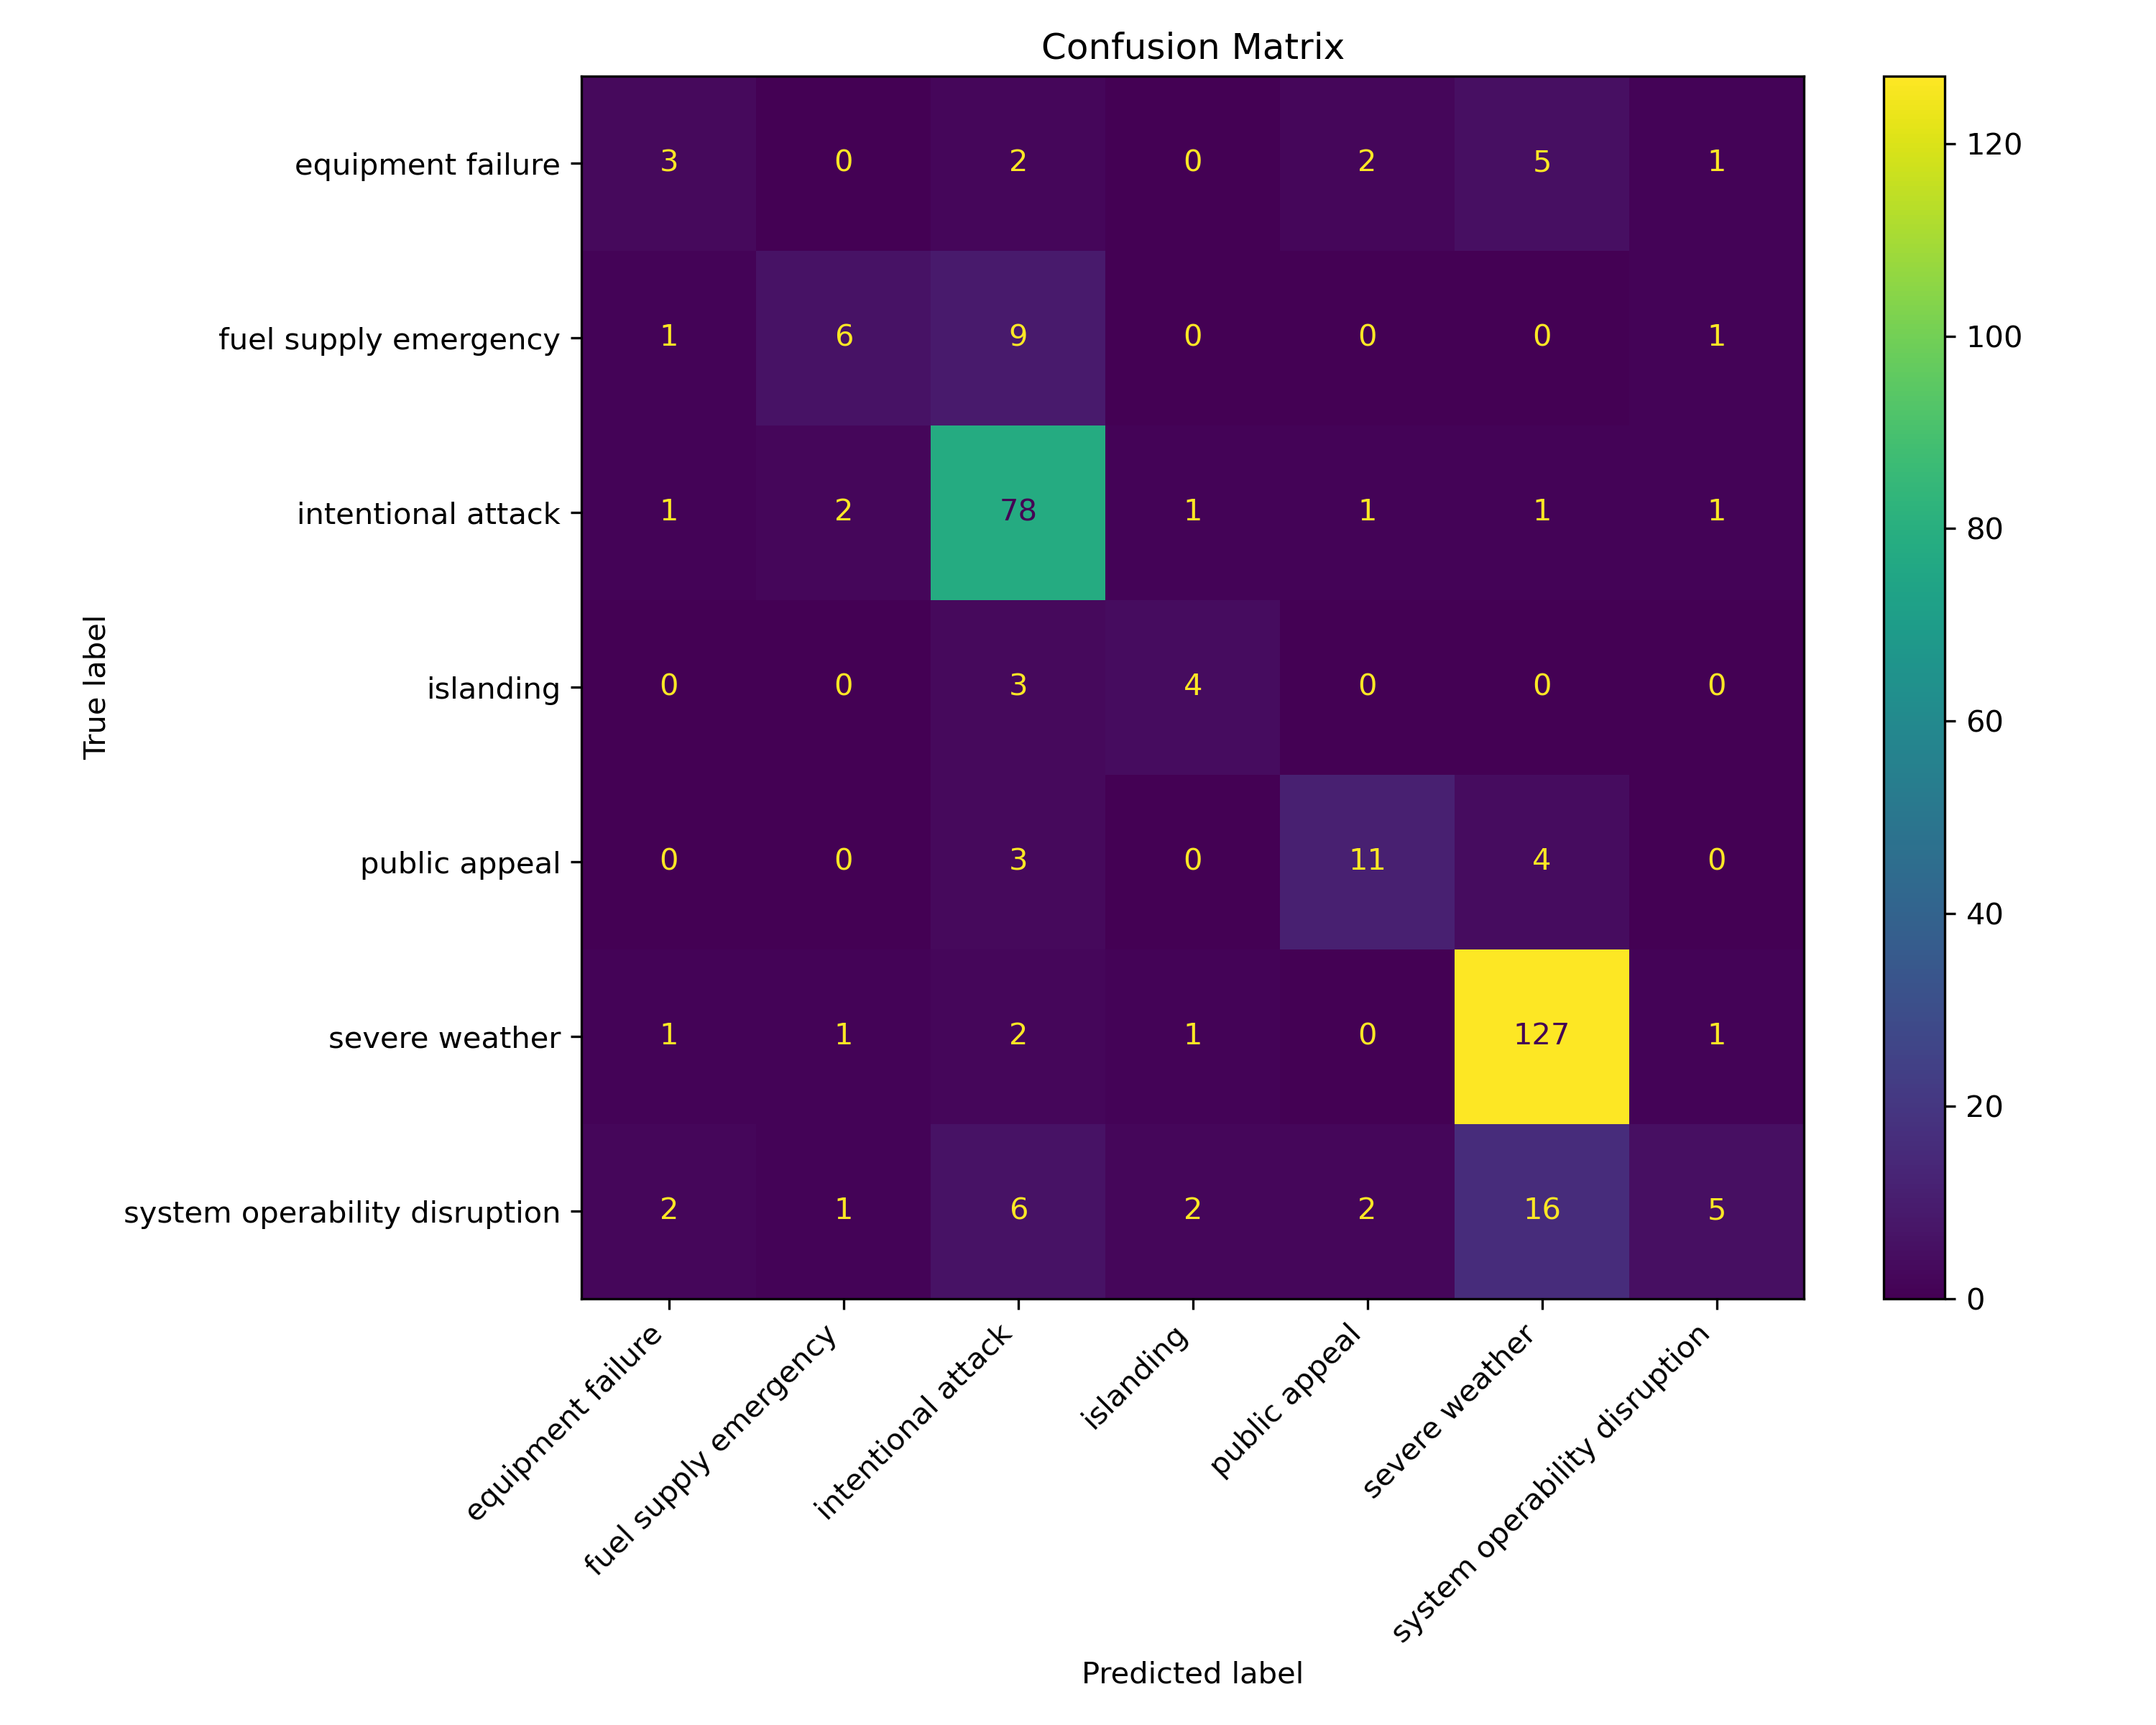 Confusion Matrix
equipment failure 3 0 2 0 2 5 1
fuel supply emergency 1 6 9 0 0 0 1
intentional attack 1 2 78 1 1 1 1
islanding 0 0 3 4 0 0 0
public appeal 0 0 3 0 11 4 0
severe weather 1 1 2 1 0 127 1
system operability disruption 2 1 6 2 2 16 5
True label
equipment failure
fuel supply emergency
intentional attack
islanding
public appeal
severe weather
system operability disruption
Predicted label
120
100
80
60
40
20
0